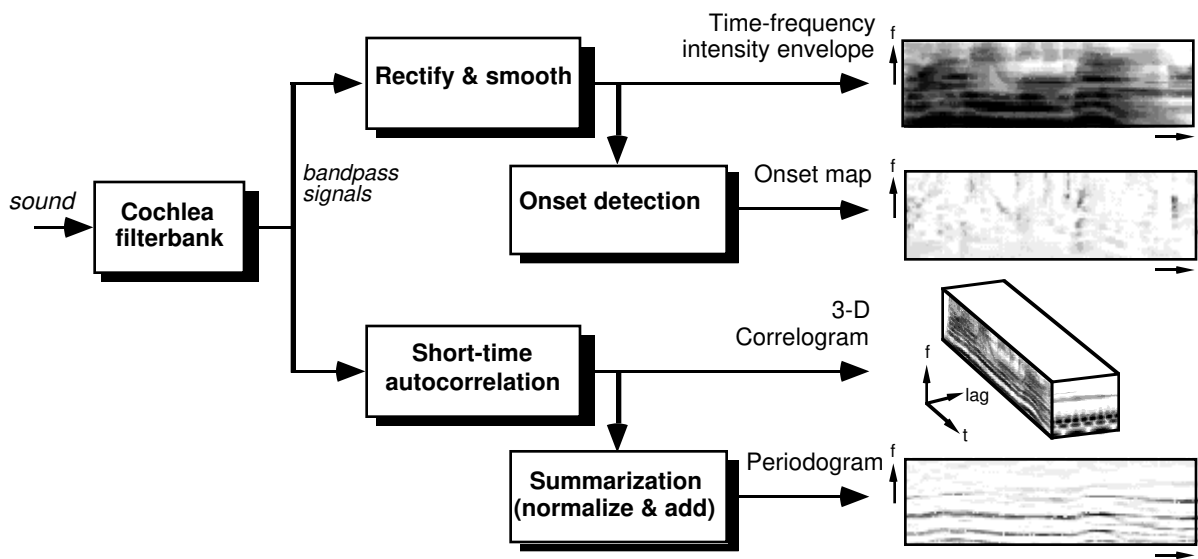 Time-frequency
intensity envelope
f
Rectify & smooth
bandpass
signals
Onset map
f
sound
Cochlea
filterbank
Onset detection
3-D
Correlogram
f
lag
t
Short-time
autocorrelation
Periodogram
f
Summarization
(normalize & add)